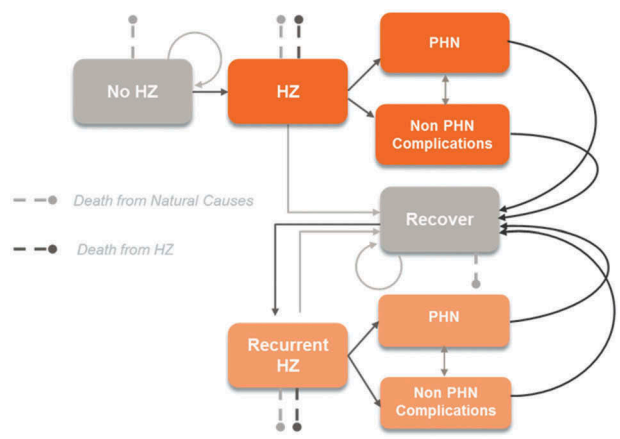 PHN
No HZ
HZ
Non PHN
Complications
Death from Natural Causes
Recover
Death from HZ
PHN
Recurrent
HZ
Non PHN
Complications